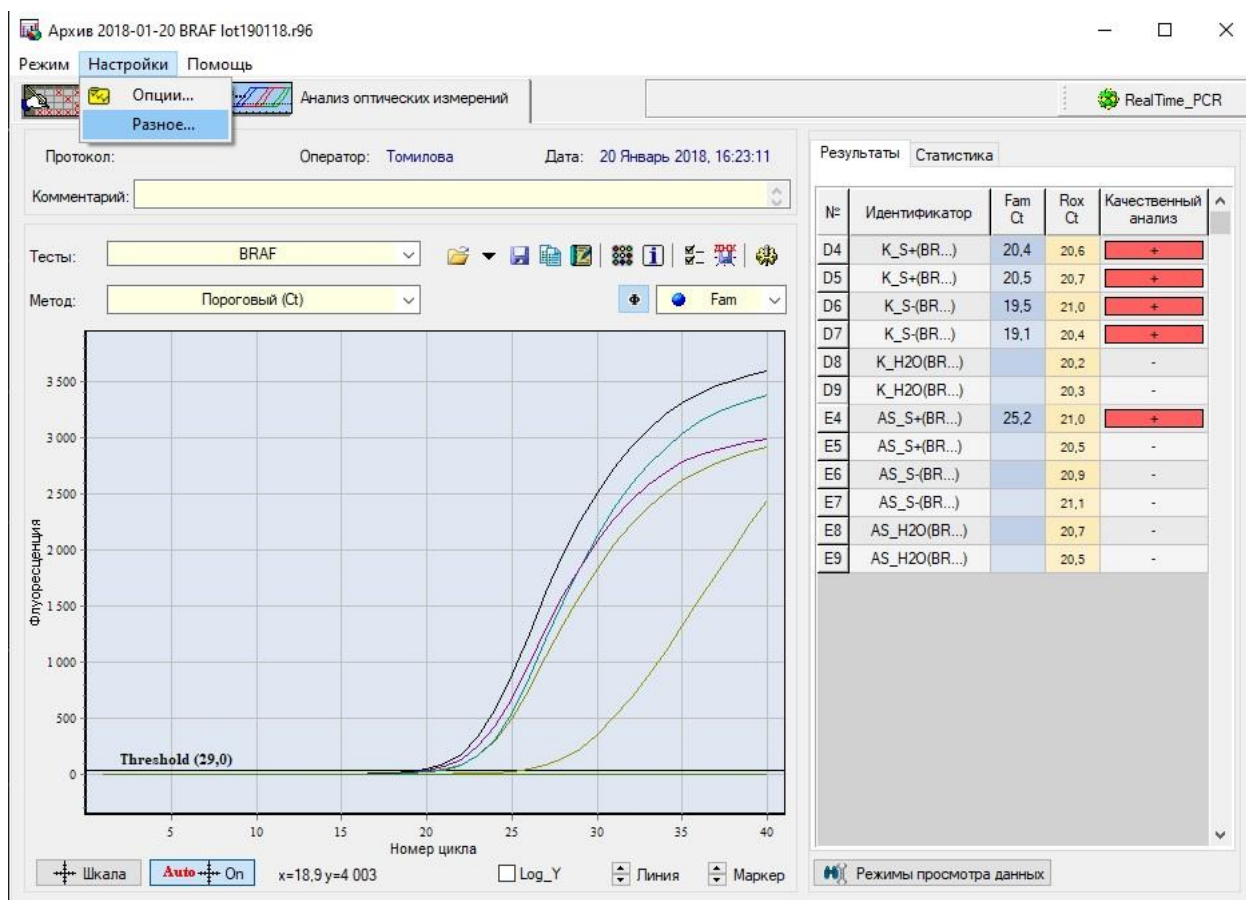 Архив 2018-01-20 BRAF lot190118.r96
Режим Настройки Помощь
Опции...
Разное...
Анализ оптических измерений
RealTime_PCR
Протокол: Оператор: Томилова Дата: 20 Январь 2018, 16:23:11
Комментарий:
Тесты: BRAF
Метод: Пороговый (Ct) Ф Fam
3 500
3 000
2 500
2 000
1 500
1 000
500
0
Флуоресценция
Threshold (29,0)
5 10 15 20 25 30 35 40
Номер цикла
Шкала Auto On x=18,9 y=4 003 Log_Y Линия Маркер
Результаты Статистика
№ Идентификатор Fam Ct Rox Ct Качественный анализ
D4 K_S+(BR...) 20,4 20,6 +
D5 K_S+(BR...) 20,5 20,7 +
D6 K_S-(BR...) 19,5 21,0 +
D7 K_S-(BR...) 19,1 20,4 +
D8 K_H2O(BR...) 20,2 -
D9 K_H2O(BR...) 20,3 -
E4 AS_S+(BR...) 25,2 21,0 +
E5 AS_S+(BR...) 20,5 -
E6 AS_S-(BR...) 20,9 -
E7 AS_S-(BR...) 21,1 -
E8 AS_H2O(BR...) 20,7 -
E9 AS_H2O(BR...) 20,5 -
Режимы просмотра данных